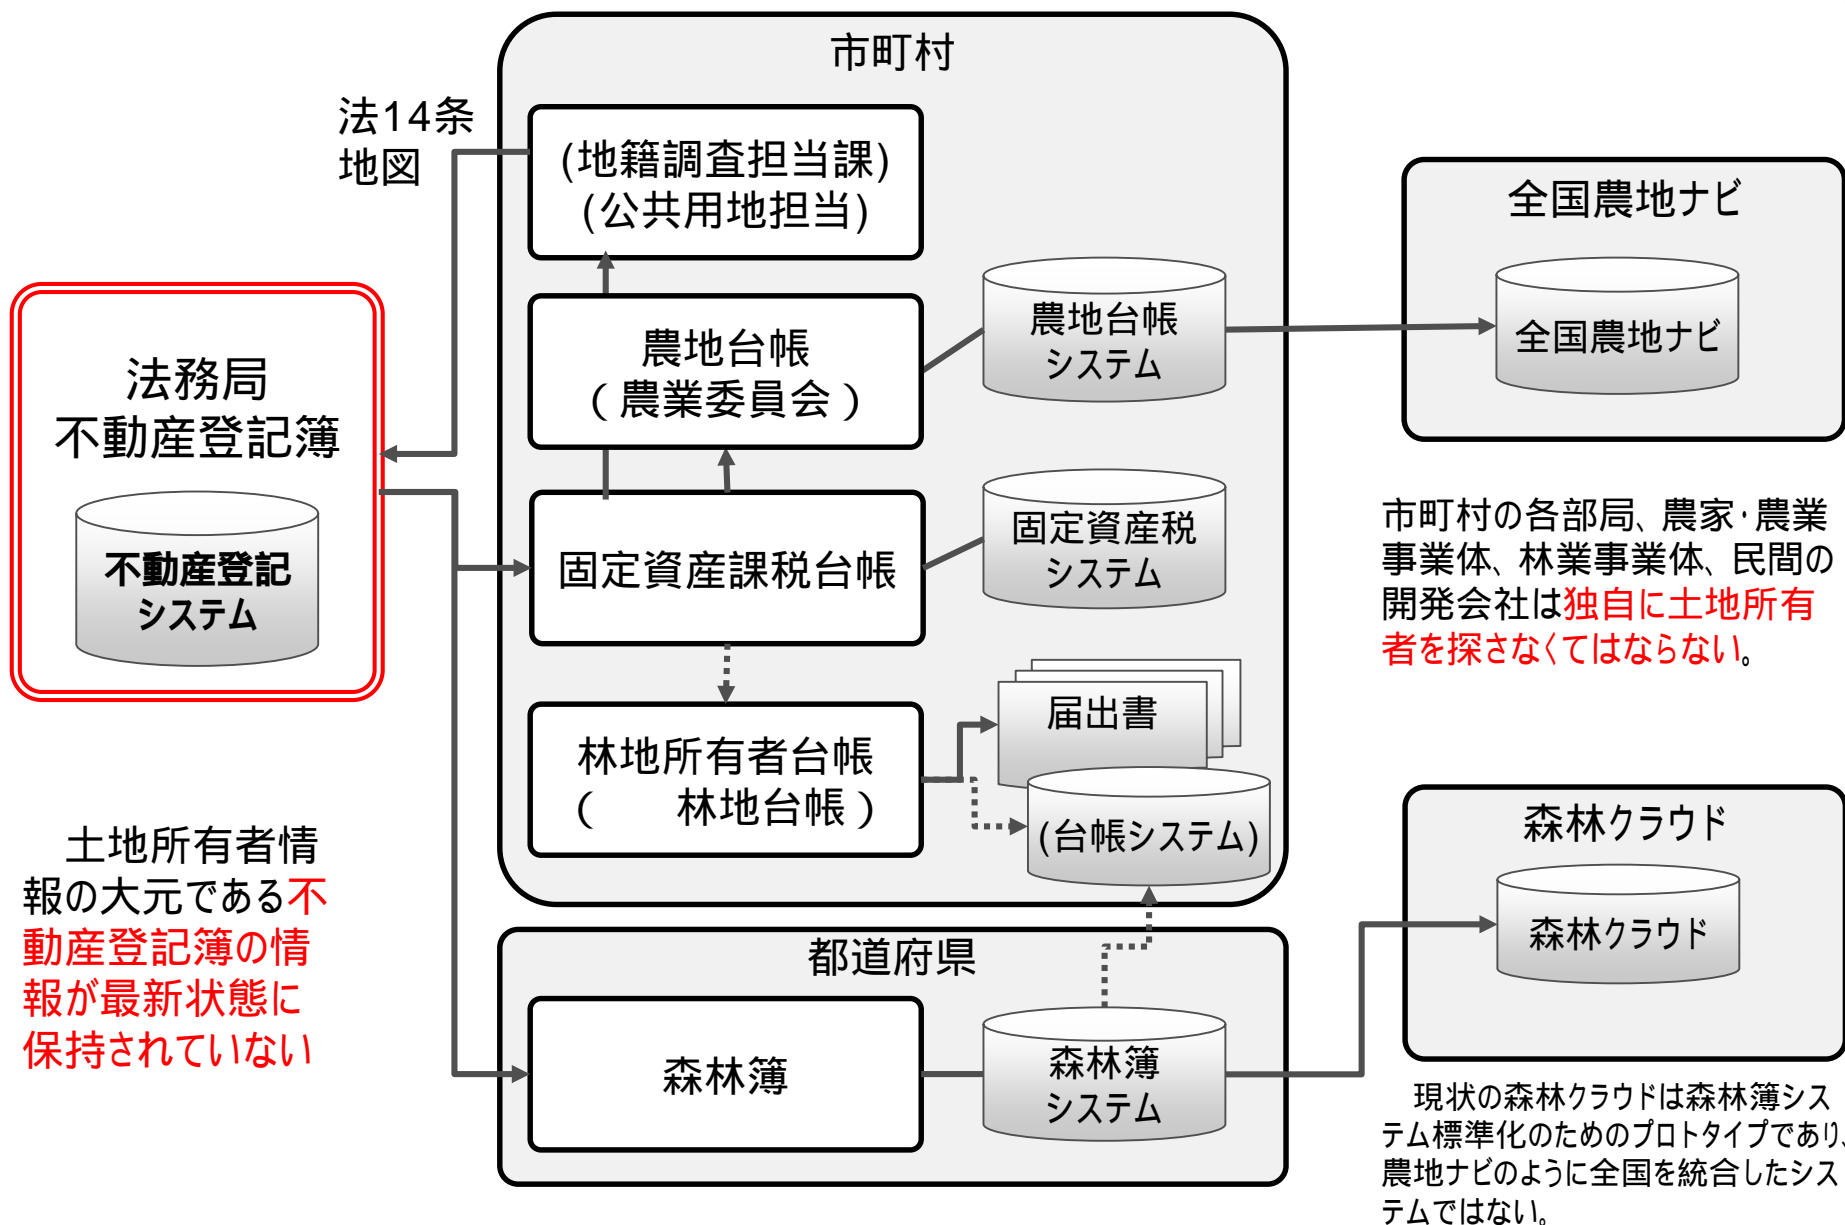 市町村
法14条
地図
(地籍調査担当課)
(公共用地担当)
全国農地ナビ
農地台帳
（農業委員会）
農地台帳
システム
全国農地ナビ
法務局
不動産登記簿
不動産登記
システム
固定資産課税台帳
固定資産税
システム
市町村の各部局、農家･農業
事業体、林業事業体、民間の
開発会社は独自に土地所有
者を探さなくてはならない。
林地所有者台帳
（　　林地台帳）
届出書
(台帳システム)
土地所有者情
報の大元である不
動産登記簿の情
報が最新状態に
保持されていない
森林クラウド
森林クラウド
都道府県
森林簿
森林簿
システム
現状の森林クラウドは森林簿シス
テム標準化のためのプロトタイプであり、
農地ナビのように全国を統合したシス
テムではない。